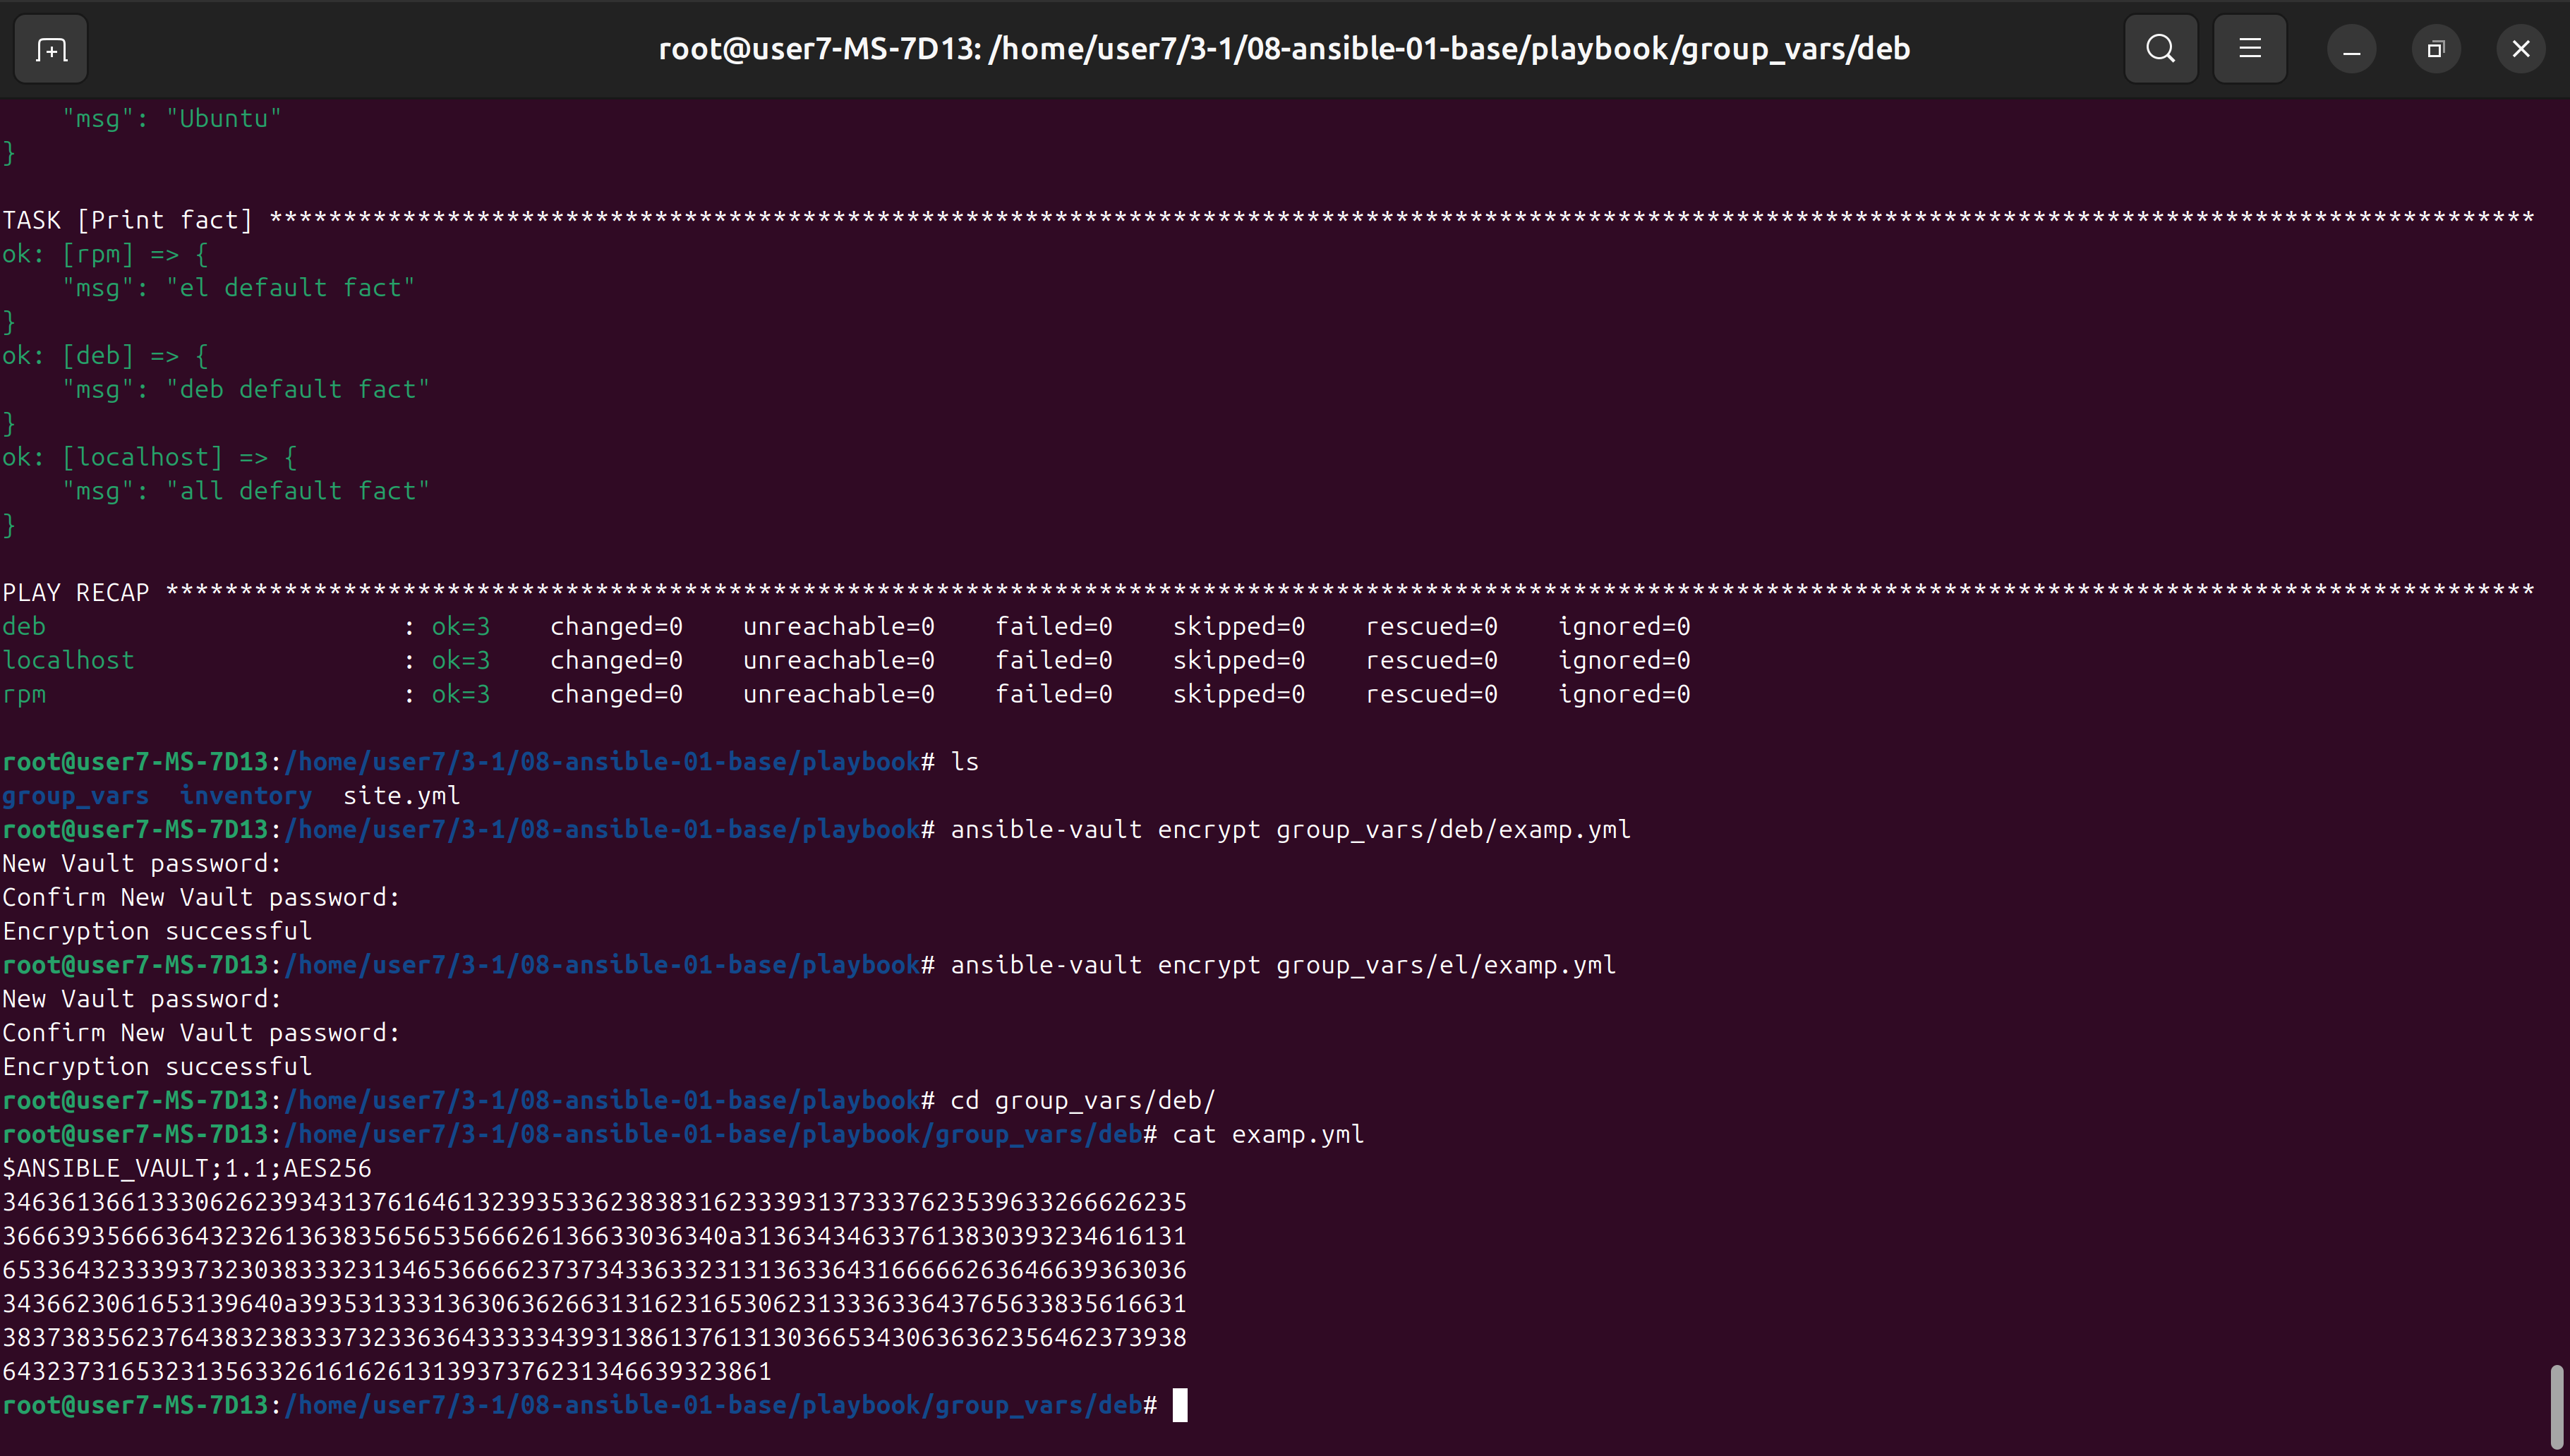 root@user7-MS-7D13: /home/user7/3-1/08-ansible-01-base/playbook/group_vars/deb
    "msg": "Ubuntu"
}
TASK [Print fact] *********************************************************************************************************************************************************
ok: [rpm] => {
    "msg": "el default fact"
}
ok: [deb] => {
    "msg": "deb default fact"
}
ok: [localhost] => {
    "msg": "all default fact"
}
PLAY RECAP ****************************************************************************************************************************************************************
deb                        : ok=3    changed=0    unreachable=0    failed=0    skipped=0    rescued=0    ignored=0
localhost                  : ok=3    changed=0    unreachable=0    failed=0    skipped=0    rescued=0    ignored=0
rpm                        : ok=3    changed=0    unreachable=0    failed=0    skipped=0    rescued=0    ignored=0
root@user7-MS-7D13:/home/user7/3-1/08-ansible-01-base/playbook# ls
group_vars  inventory  site.yml
root@user7-MS-7D13:/home/user7/3-1/08-ansible-01-base/playbook# ansible-vault encrypt group_vars/deb/examp.yml
New Vault password:
Confirm New Vault password:
Encryption successful
root@user7-MS-7D13:/home/user7/3-1/08-ansible-01-base/playbook# ansible-vault encrypt group_vars/el/examp.yml
New Vault password:
Confirm New Vault password:
Encryption successful
root@user7-MS-7D13:/home/user7/3-1/08-ansible-01-base/playbook# cd group_vars/deb/
root@user7-MS-7D13:/home/user7/3-1/08-ansible-01-base/playbook/group_vars/deb# cat examp.yml
$ANSIBLE_VAULT;1.1;AES256
34636136613330626239343137616461323935336238383162333931373337623539633266626235
3666393566636432326136383565653566626136633036340a313634346337613830393234616131
65336432333937323038333231346536666237373433633231313633643166666263646639363036
3436623061653139640a393531333136306362663131623165306231333633643765633835616631
38373835623764383238333732336364333334393138613761313036653430636362356462373938
6432373165323135633261616261313937376231346639323861
root@user7-MS-7D13:/home/user7/3-1/08-ansible-01-base/playbook/group_vars/deb#